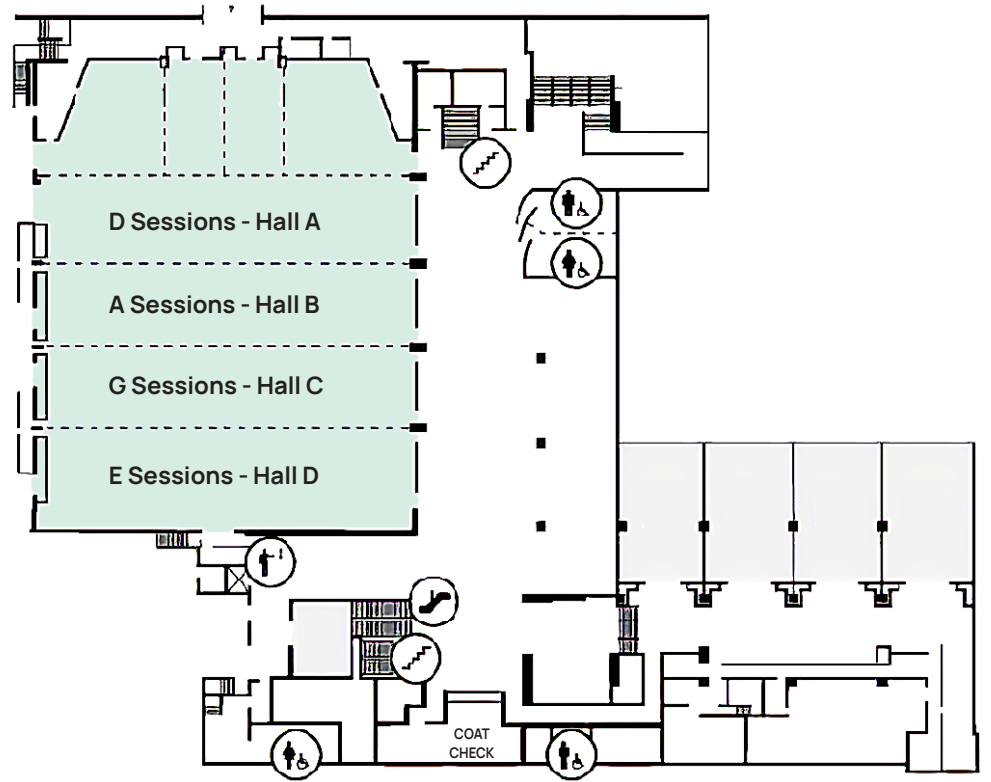 D Sessions - Hall A
A Sessions - Hall B
G Sessions - Hall C
E Sessions - Hall D
COAT
CHECK